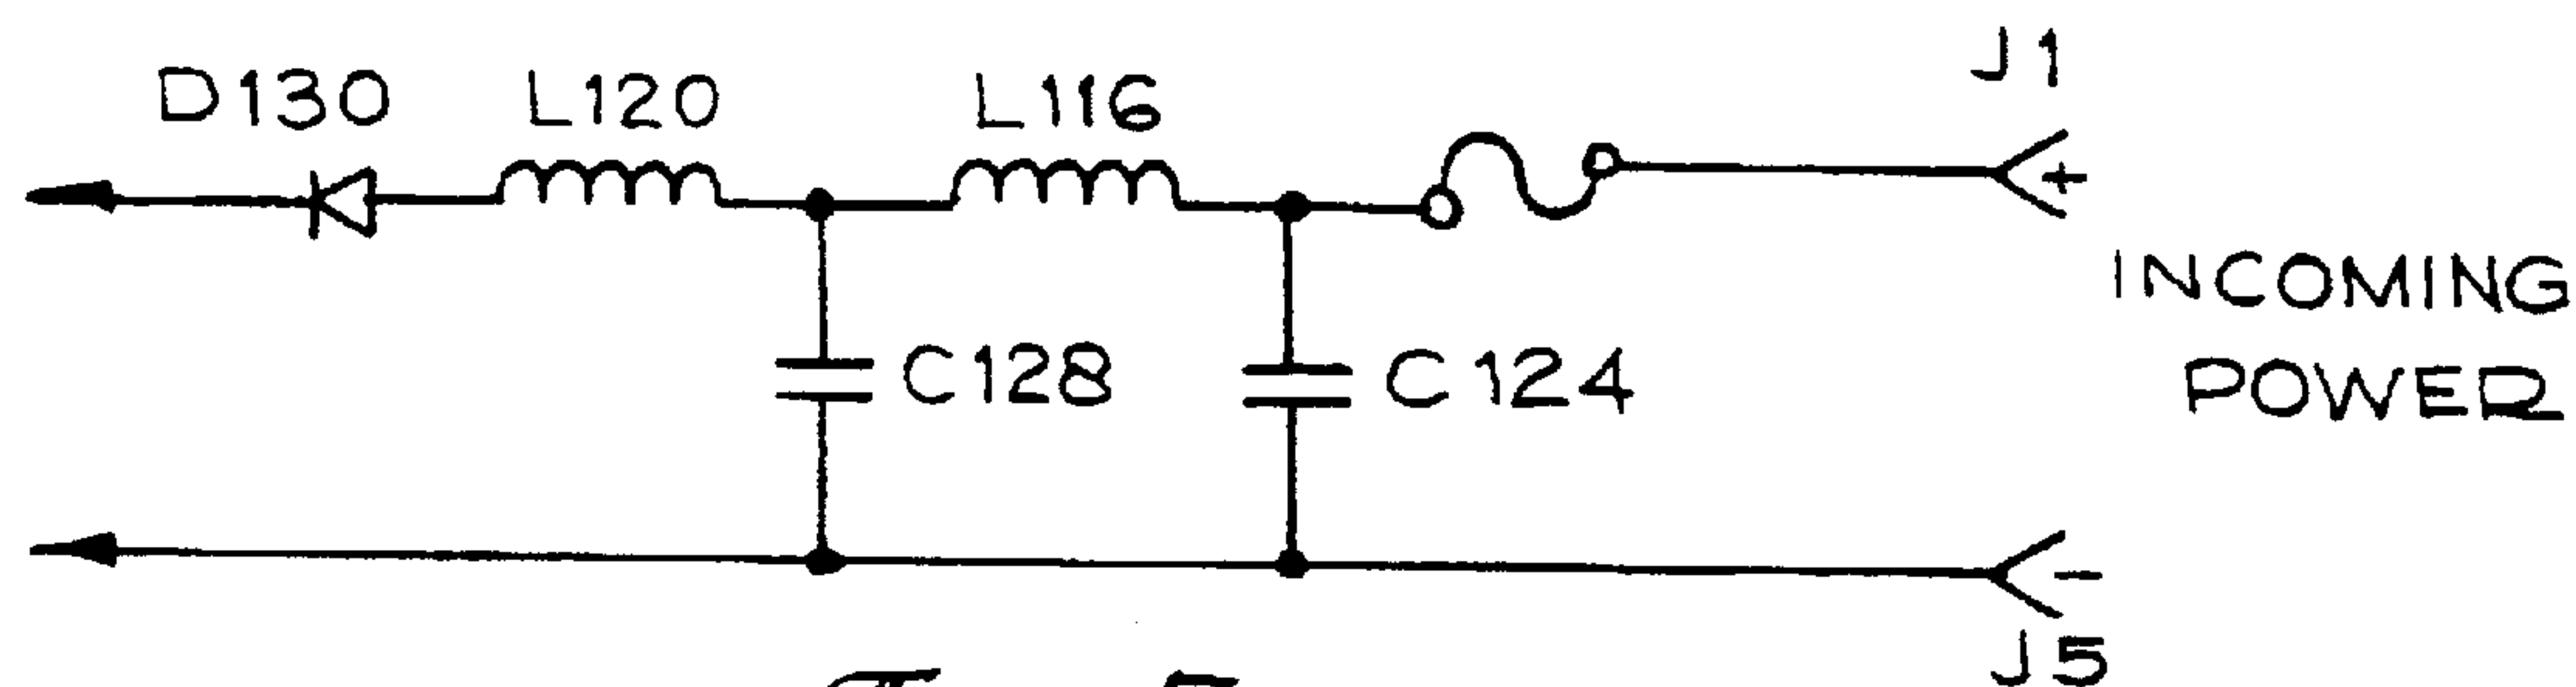 J1
D130 L120 L116
+
INCOMING
POWER
C128 C124
-
J5